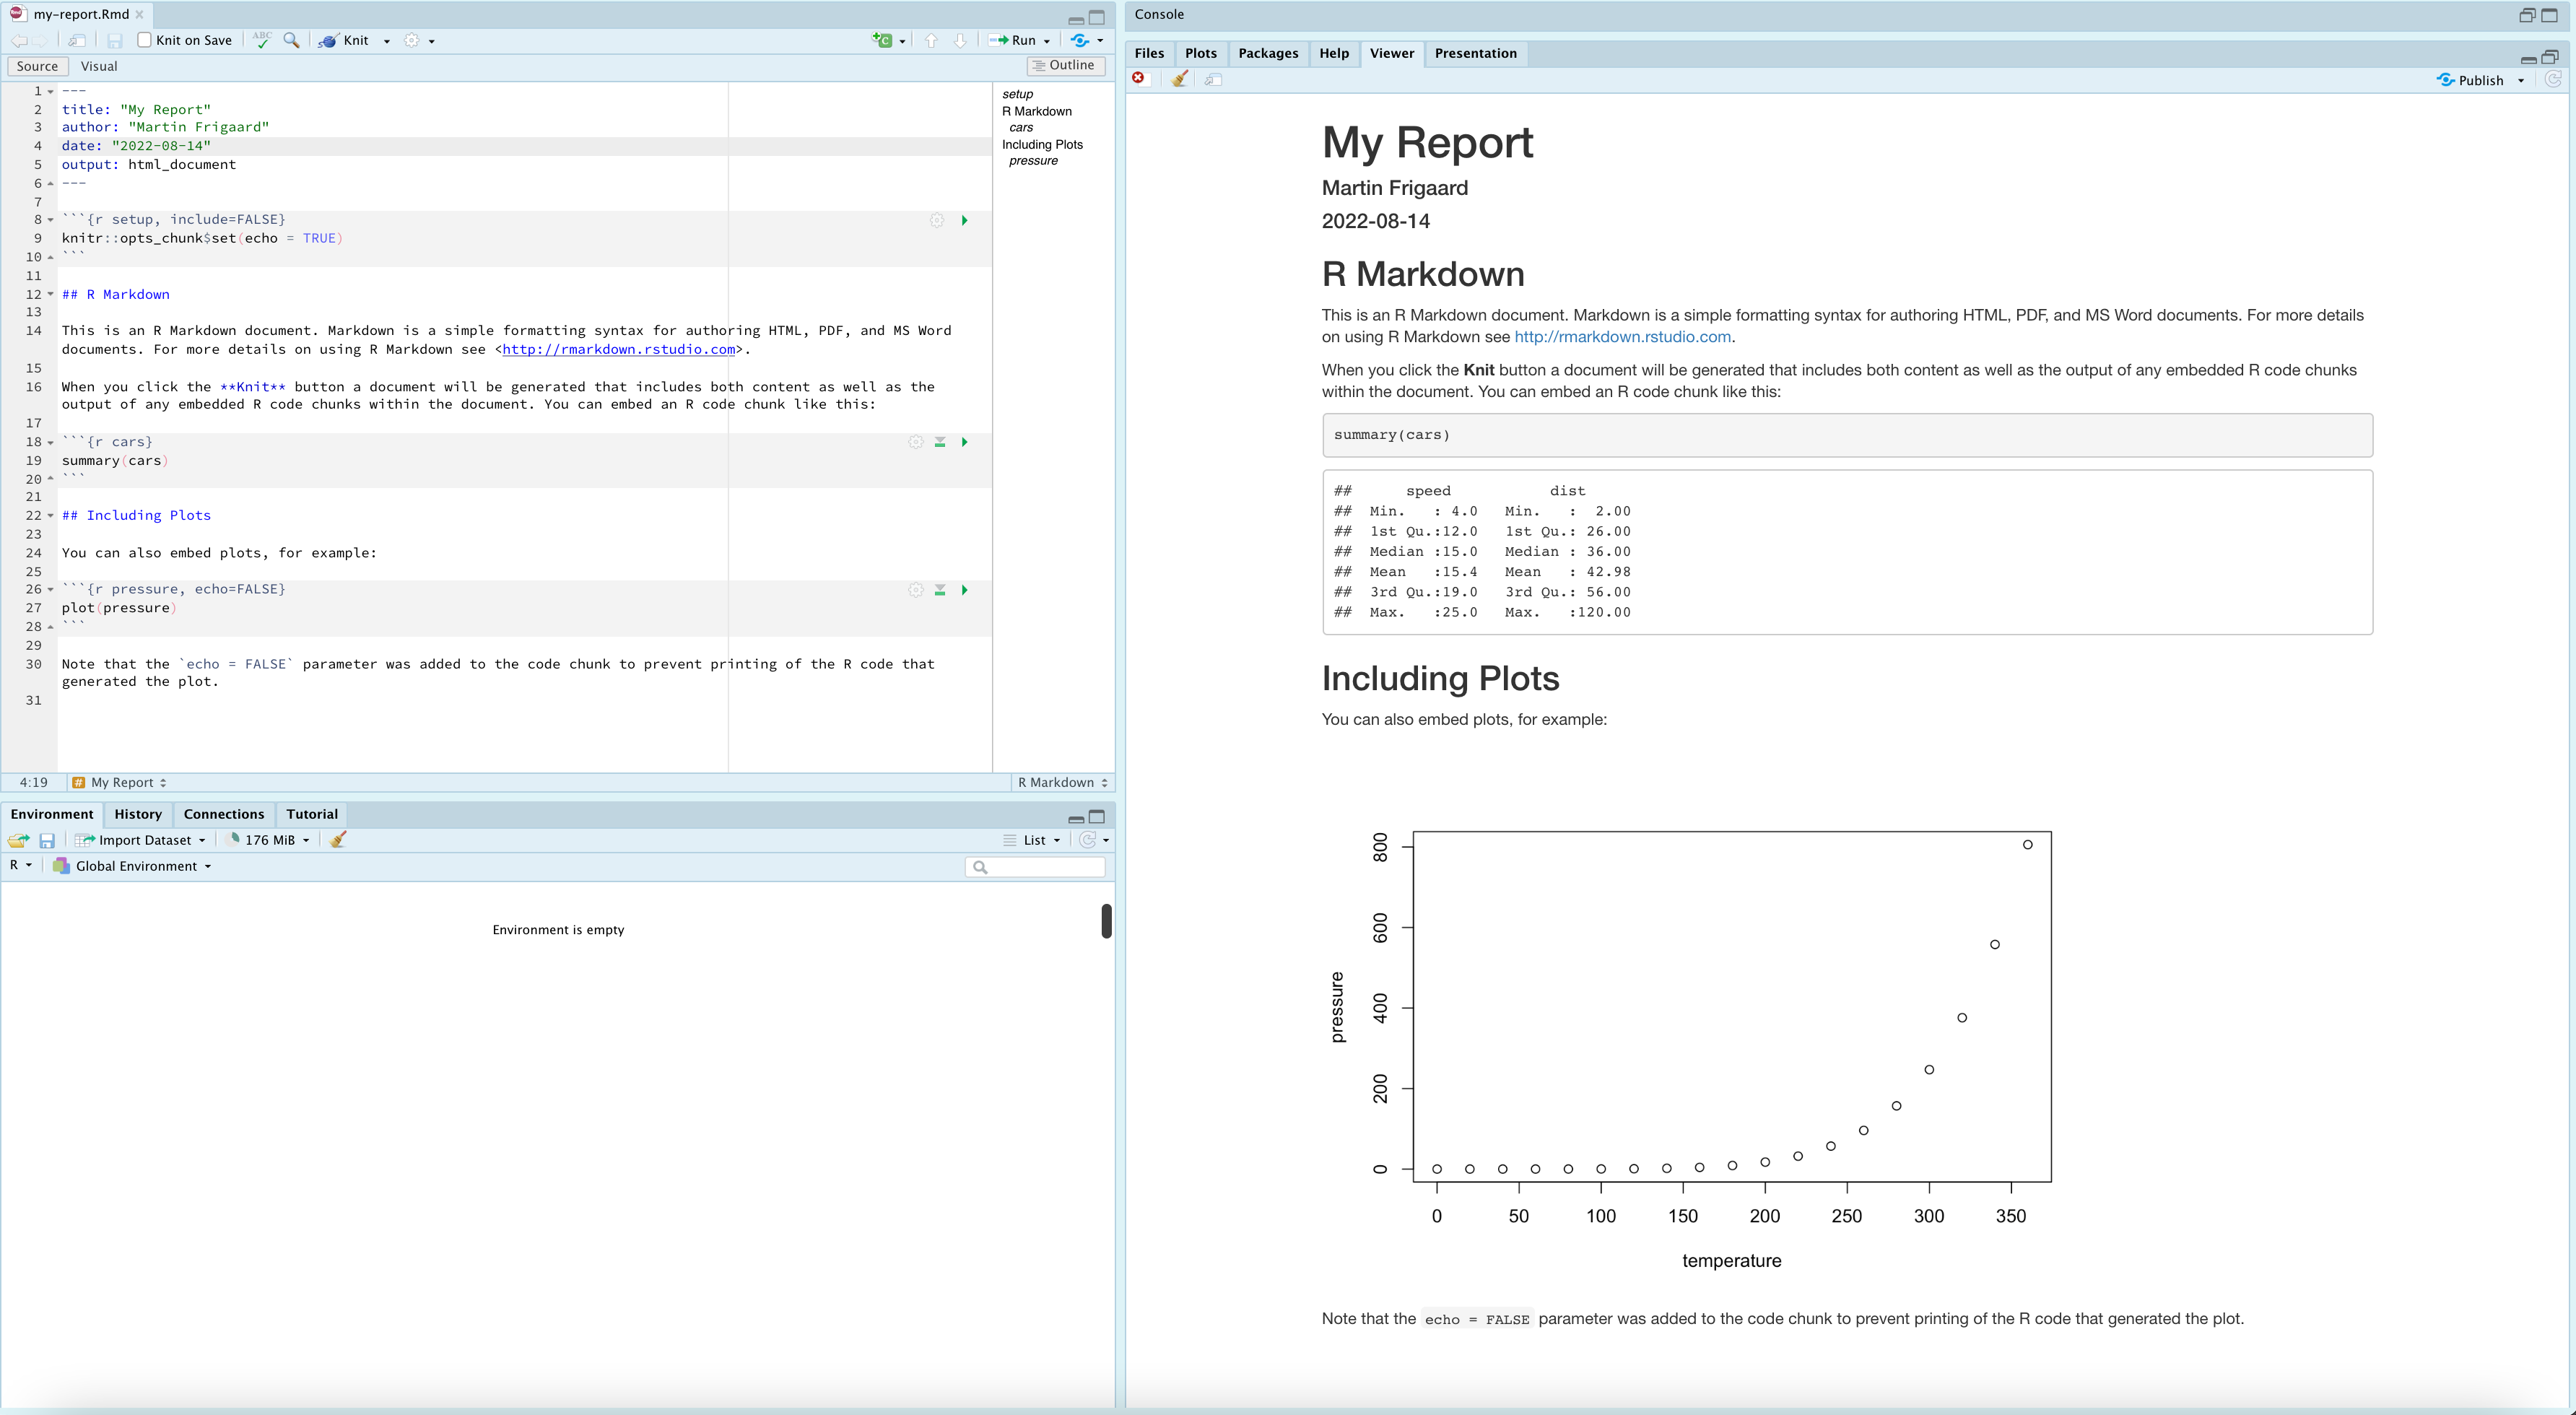 my-report.Rmd
Knit on Save ABC Knit Run
Source Visual Outline
1 ---
2 title: "My Report"
3 author: "Martin Frigaard"
4 date: "2022-08-14"
5 output: html_document
6 ---
7
8 ```{r setup, include=FALSE}
9 knitr::opts_chunk$set(echo = TRUE)
10 ```
11
12 ## R Markdown
13
14 This is an R Markdown document. Markdown is a simple formatting syntax for authoring HTML, PDF, and MS Word
documents. For more details on using R Markdown see <http://rmarkdown.rstudio.com>.
15
16 When you click the **Knit** button a document will be generated that includes both content as well as the
output of any embedded R code chunks within the document. You can embed an R code chunk like this:
17
18 ```{r cars}
19 summary(cars)
20 ```
21
22 ## Including Plots
23
24 You can also embed plots, for example:
25
26 ```{r pressure, echo=FALSE}
27 plot(pressure)
28 ```
29
30 Note that the `echo = FALSE` parameter was added to the code chunk to prevent printing of the R code that
generated the plot.
31
setup
R Markdown
cars
Including Plots
pressure
4:19 # My Report R Markdown
Environment History Connections Tutorial
Import Dataset 176 MiB List
R Global Environment
Environment is empty
Console
Files Plots Packages Help Viewer Presentation
Publish
My Report
Martin Frigaard
2022-08-14
R Markdown
This is an R Markdown document. Markdown is a simple formatting syntax for authoring HTML, PDF, and MS Word documents. For more details
on using R Markdown see http://rmarkdown.rstudio.com.
When you click the Knit button a document will be generated that includes both content as well as the output of any embedded R code chunks
within the document. You can embed an R code chunk like this:
summary(cars)
##      speed           dist
##  Min.   : 4.0   Min.   :  2.00
##  1st Qu.:12.0   1st Qu.: 26.00
##  Median :15.0   Median : 36.00
##  Mean   :15.4   Mean   : 42.98
##  3rd Qu.:19.0   3rd Qu.: 56.00
##  Max.   :25.0   Max.   :120.00
Including Plots
You can also embed plots, for example:
800
600
400
200
0
pressure
0 50 100 150 200 250 300 350
temperature
Note that the echo = FALSE parameter was added to the code chunk to prevent printing of the R code that generated the plot.